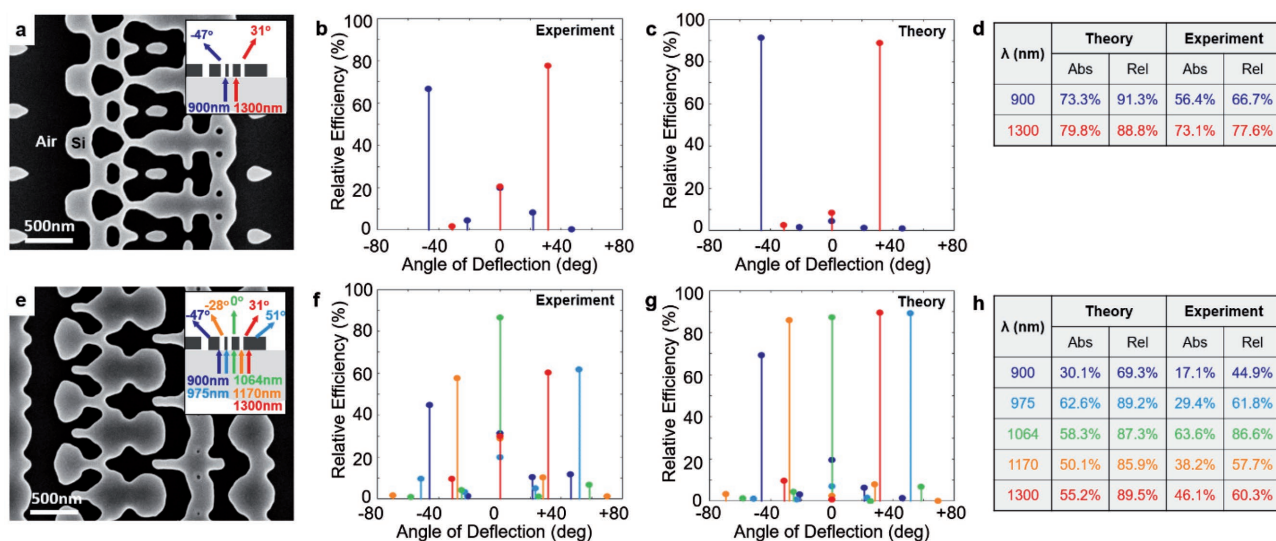 a
-47° 31°
900nm 1300nm
Air Si
500nm
b
Experiment
Relative Efficiency (%)
80
60
40
20
0
-80 -40 0 +40 +80
Angle of Deflection (deg)
c
Theory
Relative Efficiency (%)
80
60
40
20
0
-80 -40 0 +40 +80
Angle of Deflection (deg)
d
λ (nm) Theory Experiment
Abs Rel Abs Rel
900 73.3% 91.3% 56.4% 66.7%
1300 79.8% 88.8% 73.1% 77.6%
e
-47° -28° 0° 31° 51°
900nm 1064nm
975nm 1170nm
1300nm
500nm
f
Experiment
Relative Efficiency (%)
80
60
40
20
0
-80 -40 0 +40 +80
Angle of Deflection (deg)
g
Theory
Relative Efficiency (%)
80
60
40
20
0
-80 -40 0 +40 +80
Angle of Deflection (deg)
h
λ (nm) Theory Experiment
Abs Rel Abs Rel
900 30.1% 69.3% 17.1% 44.9%
975 62.6% 89.2% 29.4% 61.8%
1064 58.3% 87.3% 63.6% 86.6%
1170 50.1% 85.9% 38.2% 57.7%
1300 55.2% 89.5% 46.1% 60.3%